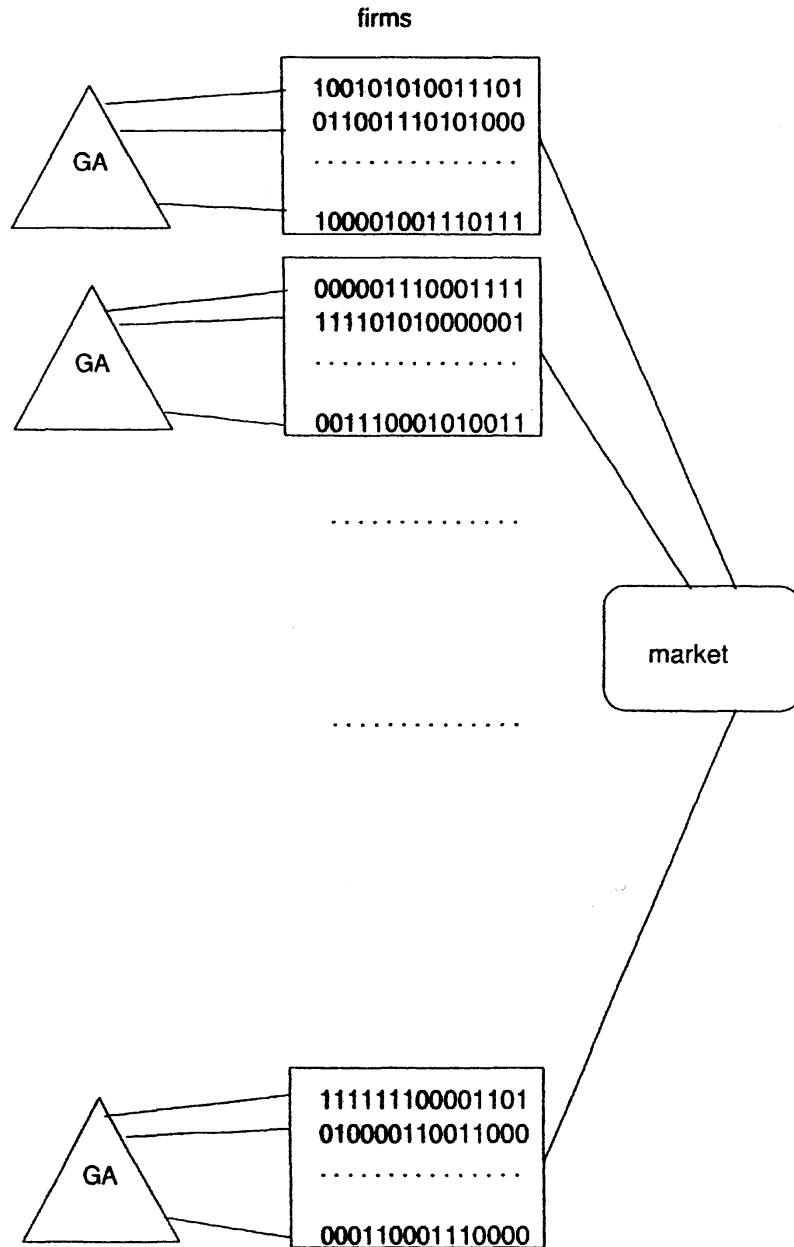 firms
100101010011101
011001110101000
. . . . . . . . . . . . . . .
GA
100001001110111
000001110001111
111101010000001
. . . . . . . . . . . . . . .
GA
001110001010011
. . . . . . . . . . . . . .
market
. . . . . . . . . . . . . .
111111100001101
010000110011000
. . . . . . . . . . . . . . .
GA
000110001110000